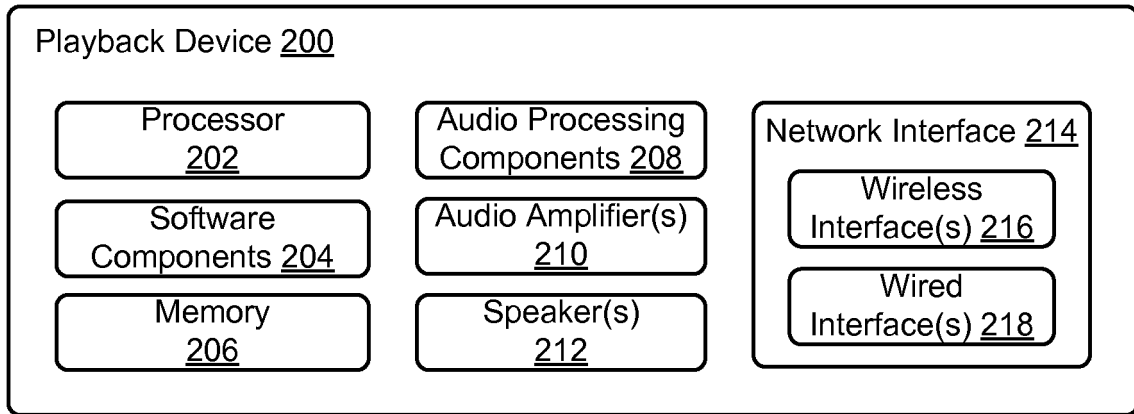 Playback Device 200
Processor
202
Software
Components 204
Memory
206
Audio Processing
Components 208
Audio Amplifier(s)
210
Speaker(s)
212
Network Interface 214
Wireless
Interface(s) 216
Wired
Interface(s) 218